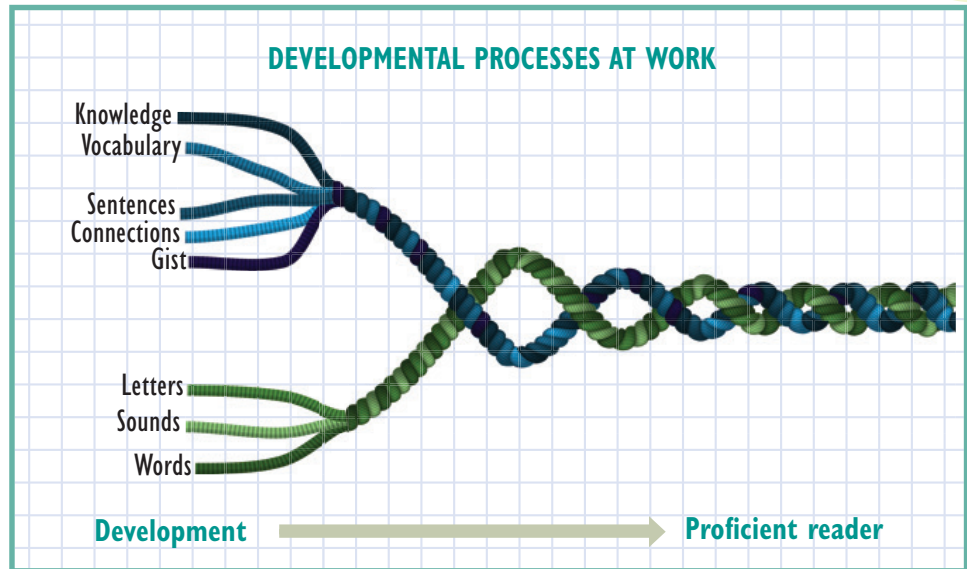 DEVELOPMENTAL PROCESSES AT WORK
Knowledge
Vocabulary
Sentences
Connections
Gist
Letters
Sounds
Words
Development
Proficient reader